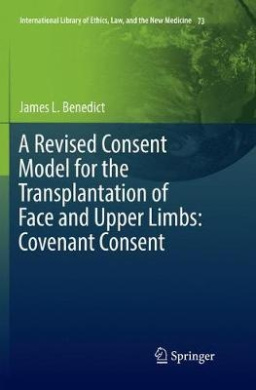 International Library of Ethics, Law, and the New Medicine 73
James L. Benedict
A Revised Consent
Model for the
Transplantation of
Face and Upper Limbs:
Covenant Consent
Springer